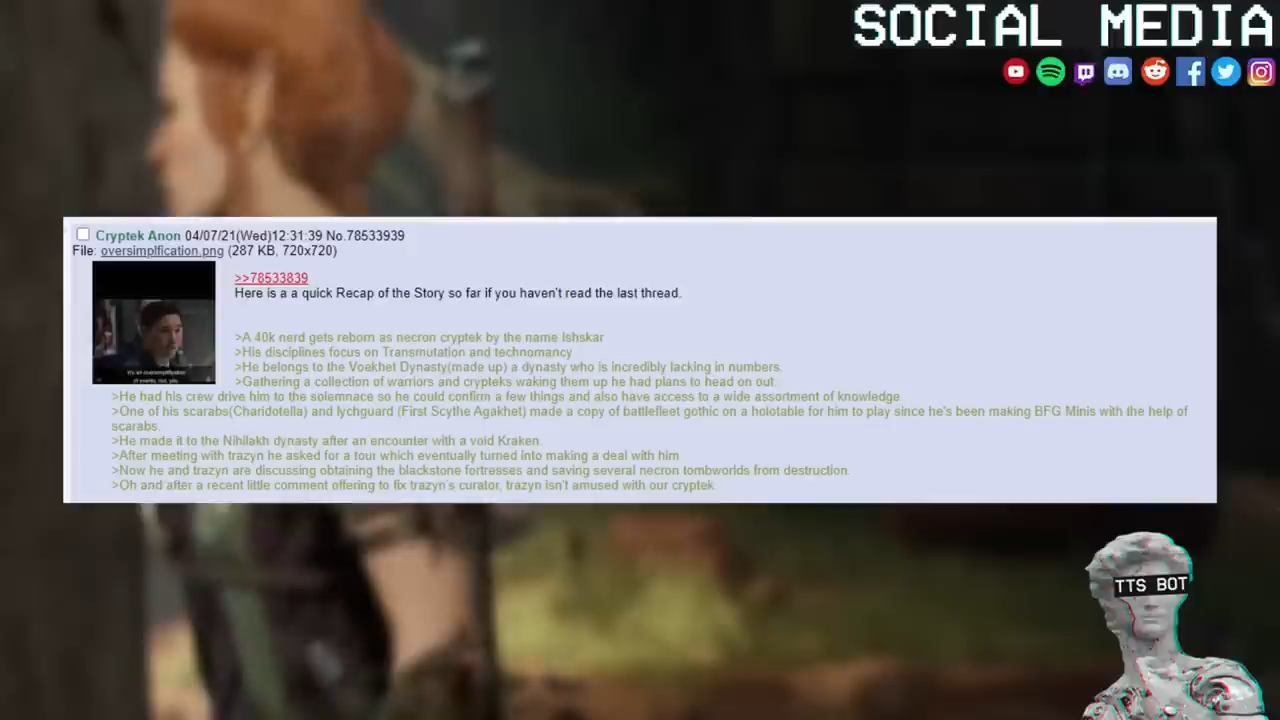 SOCIAL MEDIA
Cryptek Anon 04/07/21(Wed)12:31:39 No.78533939
File: oversimplfication.png (287 KB, 720x720)
>>78533839
Here is a a quick Recap of the Story so far if you haven't read the last thread.
>A 40k nerd gets reborn as necron cryptek by the name Ishskar
>His disciplines focus on Transmutation and technomancy
>He belongs to the Voekhet Dynasty(made up) a dynasty who is incredibly lacking in numbers.
>Gathering a collection of warriors and crypteks waking them up he had plans to head on out.
>He had his crew drive him to the solemnace so he could confirm a few things and also have access to a wide assortment of knowledge.
>One of his scarabs(Charidotella) and lychguard (First Scythe Agakhet) made a copy of battlefleet gothic on a holotable for him to play since he's been making BFG Minis with the help of
scarabs.
>He made it to the Nihilakh dynasty after an encounter with a void Kraken.
>After meeting with trazyn he asked for a tour which eventually turned into making a deal with him
>Now he and trazyn are discussing obtaining the blackstone fortresses and saving several necron tombworlds from destruction.
>Oh and after a recent little comment offering to fix trazyn's curator, trazyn isn't amused with our cryptek.
TTS BOT